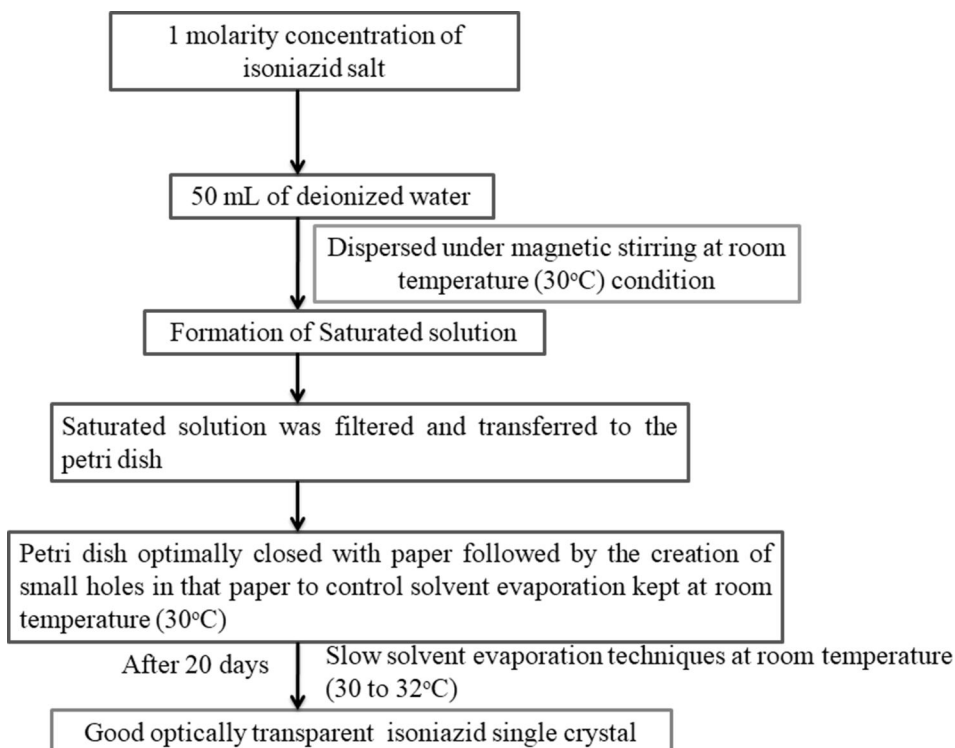 1 molarity concentration of
isoniazid salt
50 mL of deionized water
Dispersed under magnetic stirring at room
temperature (30°C) condition
Formation of Saturated solution
Saturated solution was filtered and transferred to the
petri dish
Petri dish optimally closed with paper followed by the creation of
small holes in that paper to control solvent evaporation kept at room
temperature (30°C)
After 20 days
Slow solvent evaporation techniques at room temperature
(30 to 32°C)
Good optically transparent isoniazid single crystal